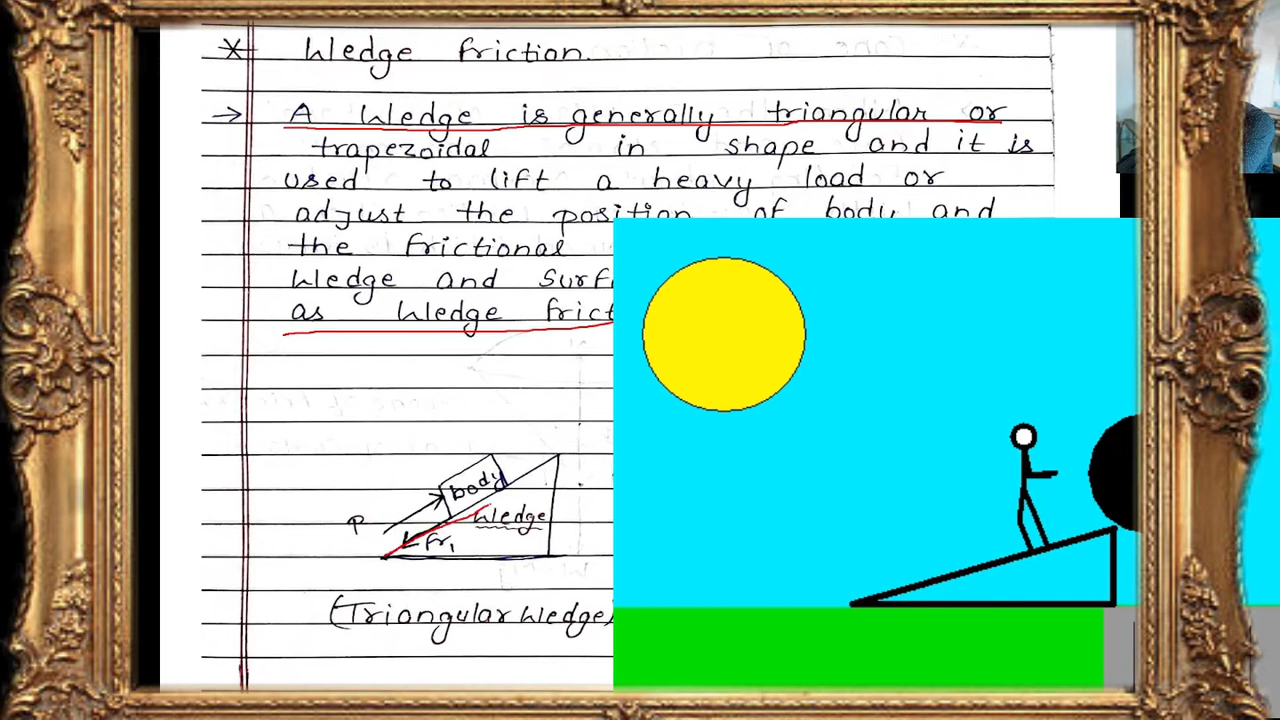 * Wedge friction.
→ A Wedge is generally triangular or
trapezoidal in shape and it is
used to lift a heavy load or
adjust the position of body and
the frictional
Wedge and Surf
as Wedge frict
body
P
Wedge
Fr1
(Triangular Wedge)